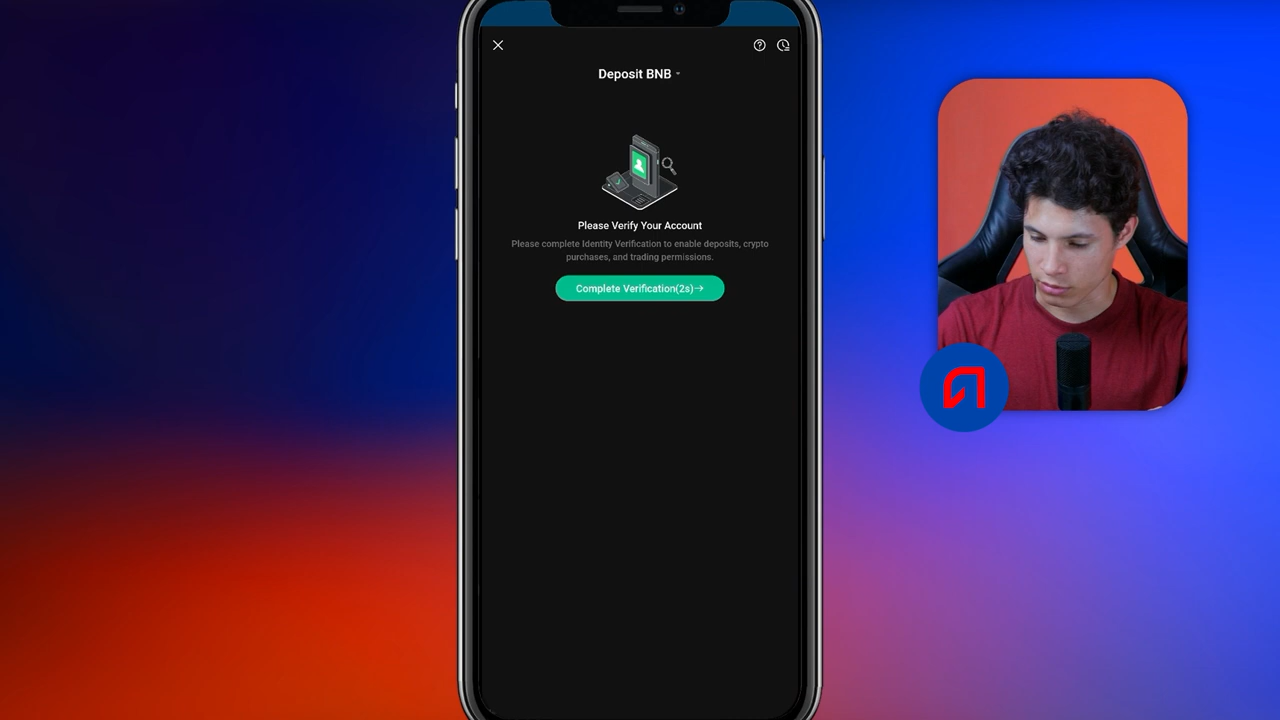 Deposit BNB
Please Verify Your Account
Please complete Identity Verification to enable deposits, crypto
purchases, and trading permissions.
Complete Verification(2s)→